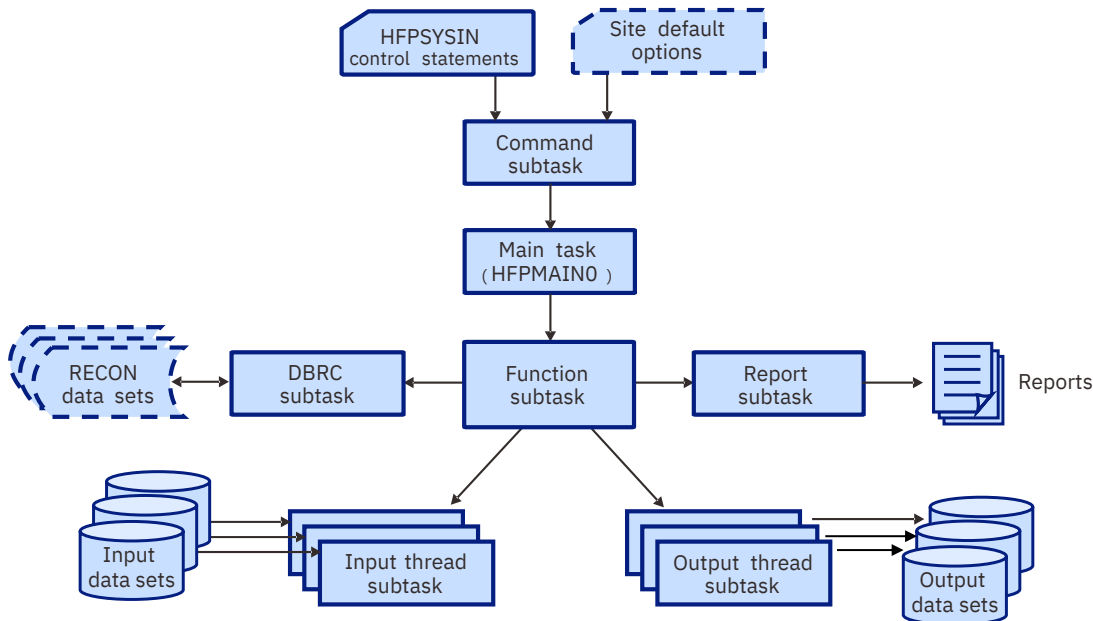 HFPSYSIN
control statements
Site default
options
Command
subtask
Main task
(HFPMAIN0 )
RECON
data sets
DBRC
subtask
Function
subtask
Report
subtask
Reports
Input
data sets
Input thread
subtask
Output thread
subtask
Output
data sets